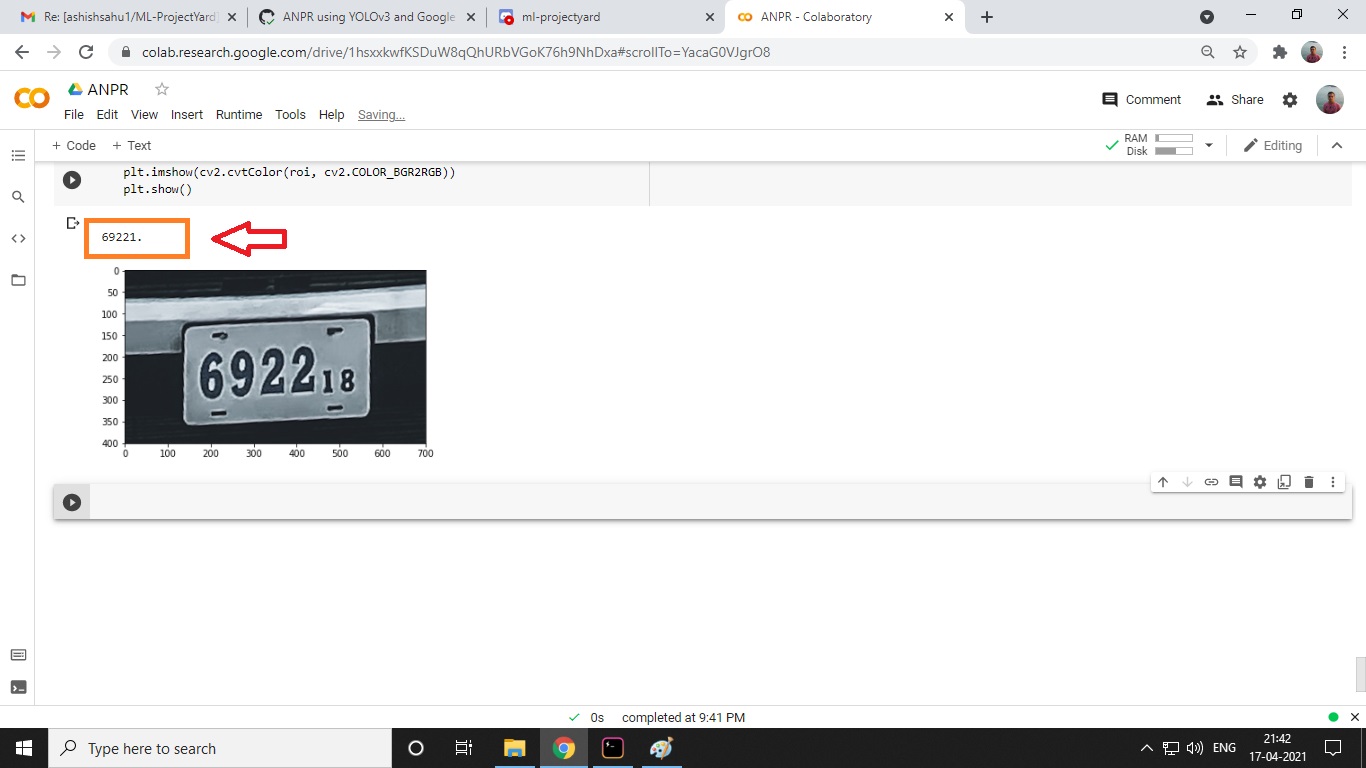 Re: [ashishsahu1/ML-ProjectYard]
ANPR using YOLOv3 and Google
ml-projectyard
ANPR - Colaboratory
colab.research.google.com/drive/1hsxxkwfKSDuW8qQhURbVGoK76h9NhDxa#scrollTo=YacaG0VJgrO8
ANPR
File Edit View Insert Runtime Tools Help Saving...
Comment Share
+ Code + Text
RAM
Disk
Editing
plt.imshow(cv2.cvtColor(roi, cv2.COLOR_BGR2RGB))
plt.show()
69221.
0
50
100
150
200
250
300
350
400
692218
0 100 200 300 400 500 600 700
0s completed at 9:41 PM
Type here to search
ENG
21:42
17-04-2021